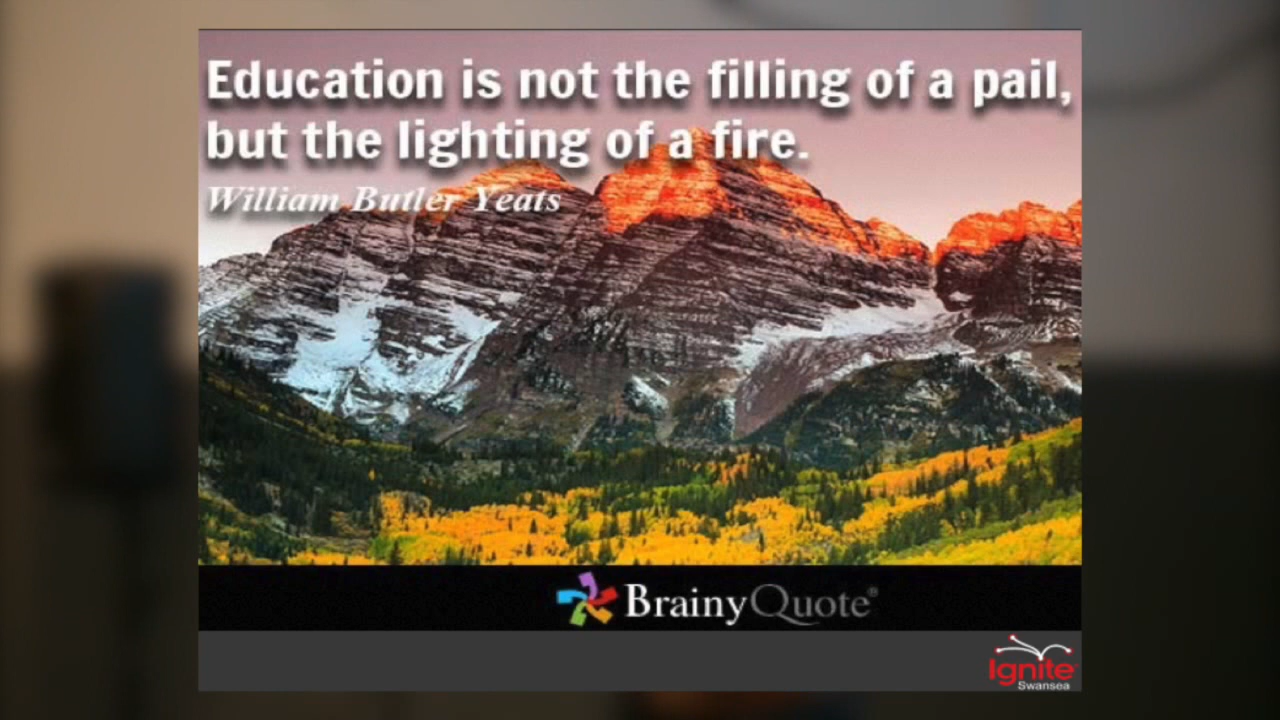 Education is not the filling of a pail,
but the lighting of a fire.
William Butler Yeats
BrainyQuote®
Ignite
Swansea